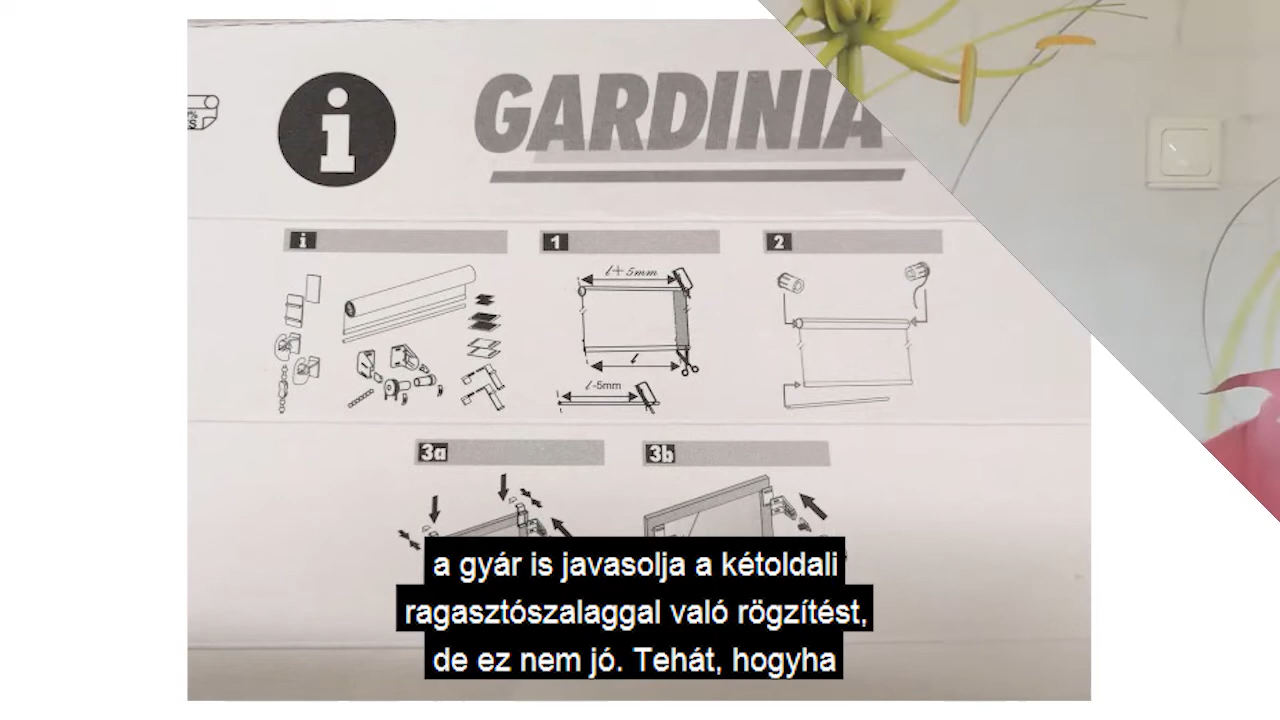 i
GARDINIA
i
1
2
l+5mm
l
l-5mm
3a
3b
a gyár is javasolja a kétoldali
ragasztószalaggal való rögzítést,
de ez nem jó. Tehát, hogyha